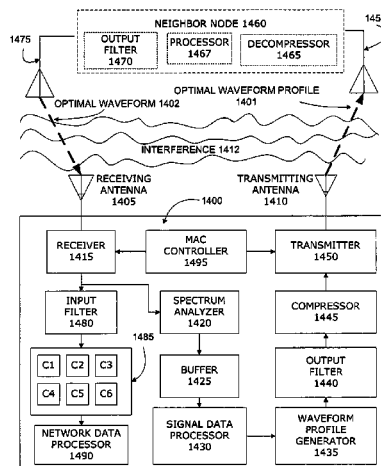 145
1475
NEIGHBOR NODE 1460
OUTPUT
FILTER
1470
PROCESSOR
1467
DECOMPRESSOR
1465
OPTIMAL WAVEFORM 1402
OPTIMAL WAVEFORM PROFILE
1401
INTERFERENCE 1412
RECEIVING
ANTENNA
1405
TRANSMITTING
ANTENNA
1410
1400
RECEIVER
1415
MAC
CONTROLLER
1495
TRANSMITTER
1450
INPUT
FILTER
1480
SPECTRUM
ANALYZER
1420
COMPRESSOR
1445
1485
C1 C2 C3
C4 C5 C6
BUFFER
1425
OUTPUT
FILTER
1440
NETWORK DATA
PROCESSOR
1490
SIGNAL DATA
PROCESSOR
1430
WAVEFORM
PROFILE
GENERATOR
1435